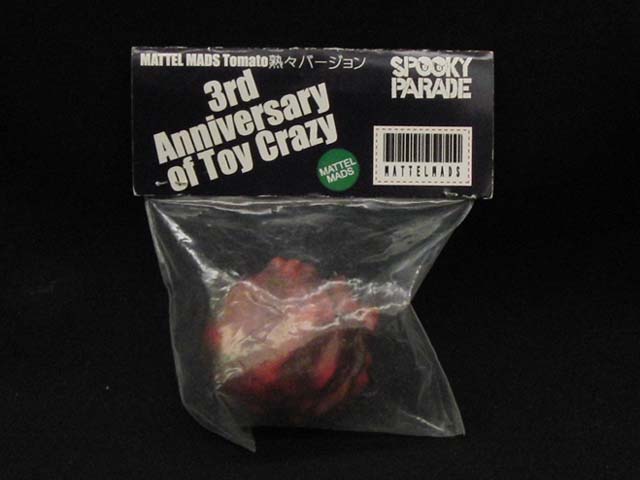 MATTEL MADS Tomato熟々バージョン
3rd
Anniversary
of Toy Crazy
SPOOKY
PARADE
MATTEL
MADS
MATTELMADS